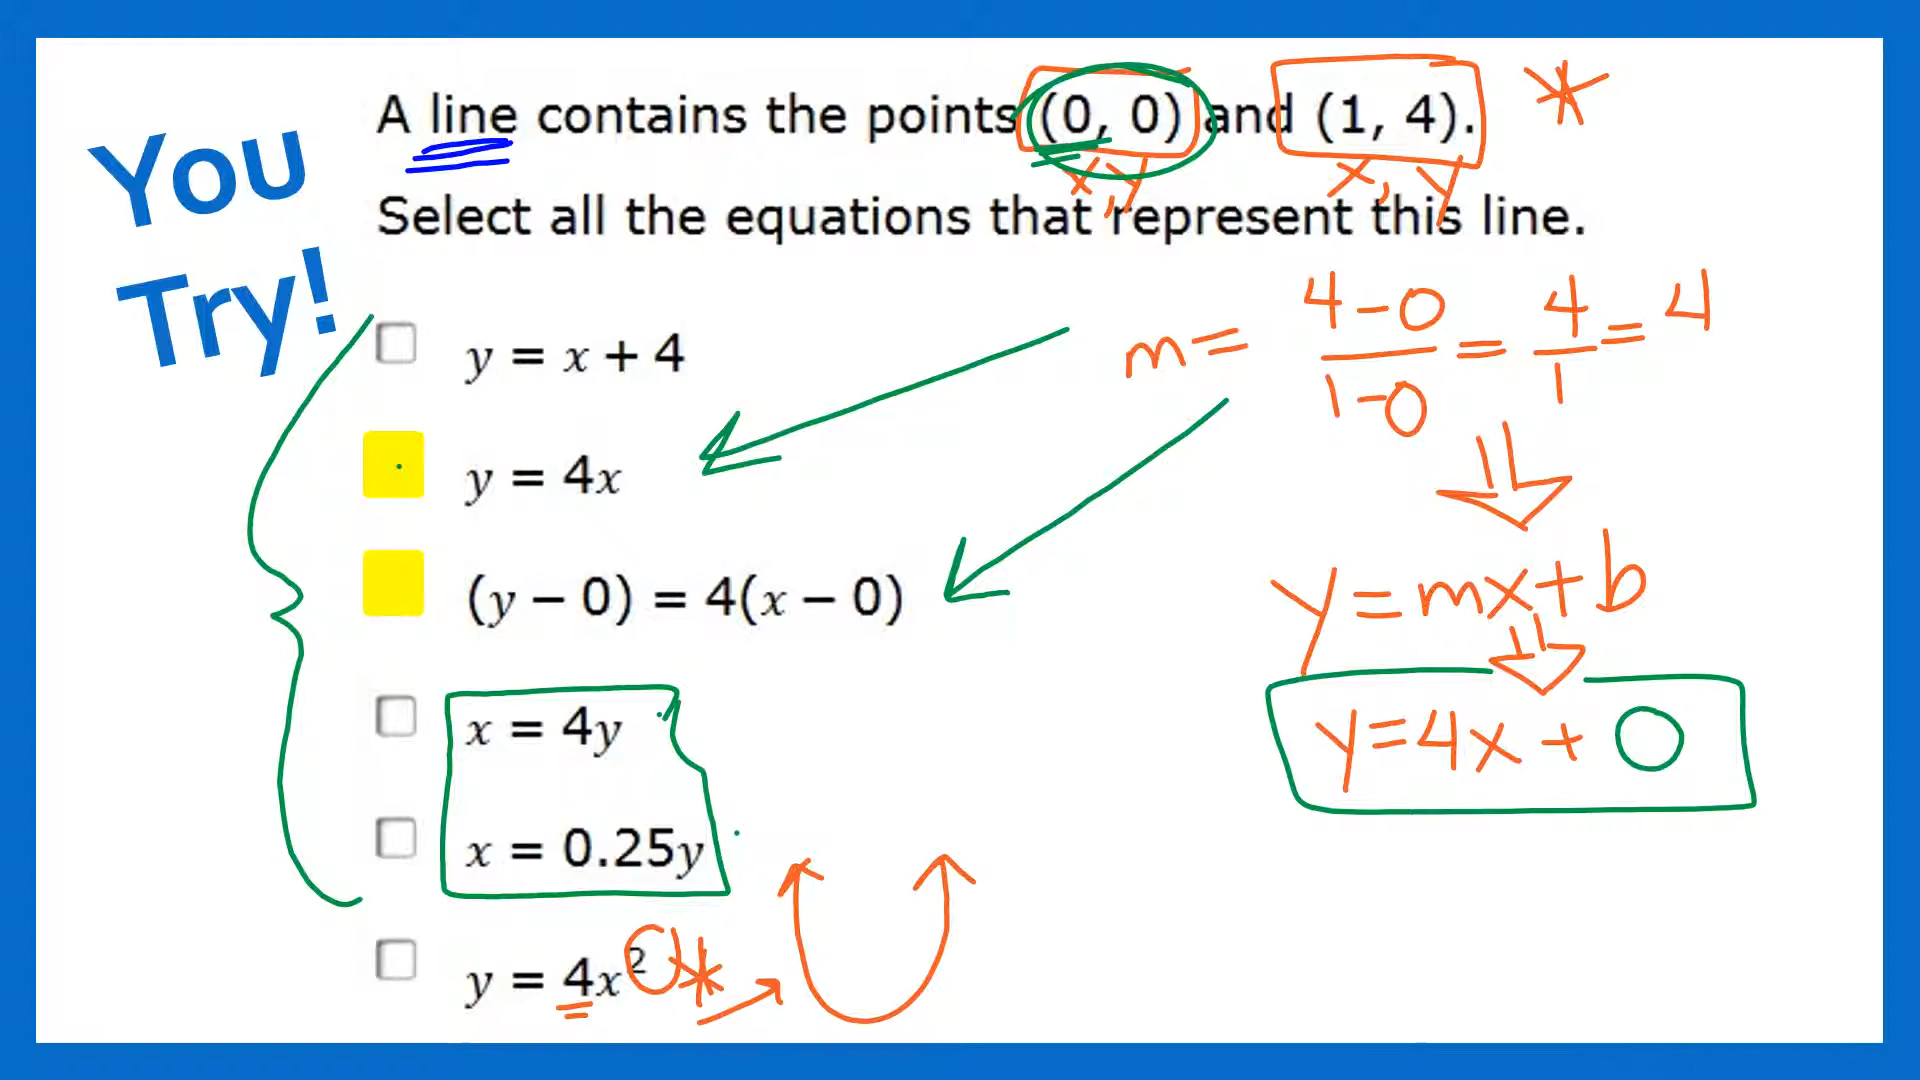 You
Try!
A line contains the points (0, 0) and (1, 4). *
x,y x,y
Select all the equations that represent this line.
y = x + 4
m = 4-0/1-0 = 4/1 = 4
y = 4x
(y − 0) = 4(x − 0)
y=mx+b
x = 4y
y=4x+0
x = 0.25y
y = 4x² *